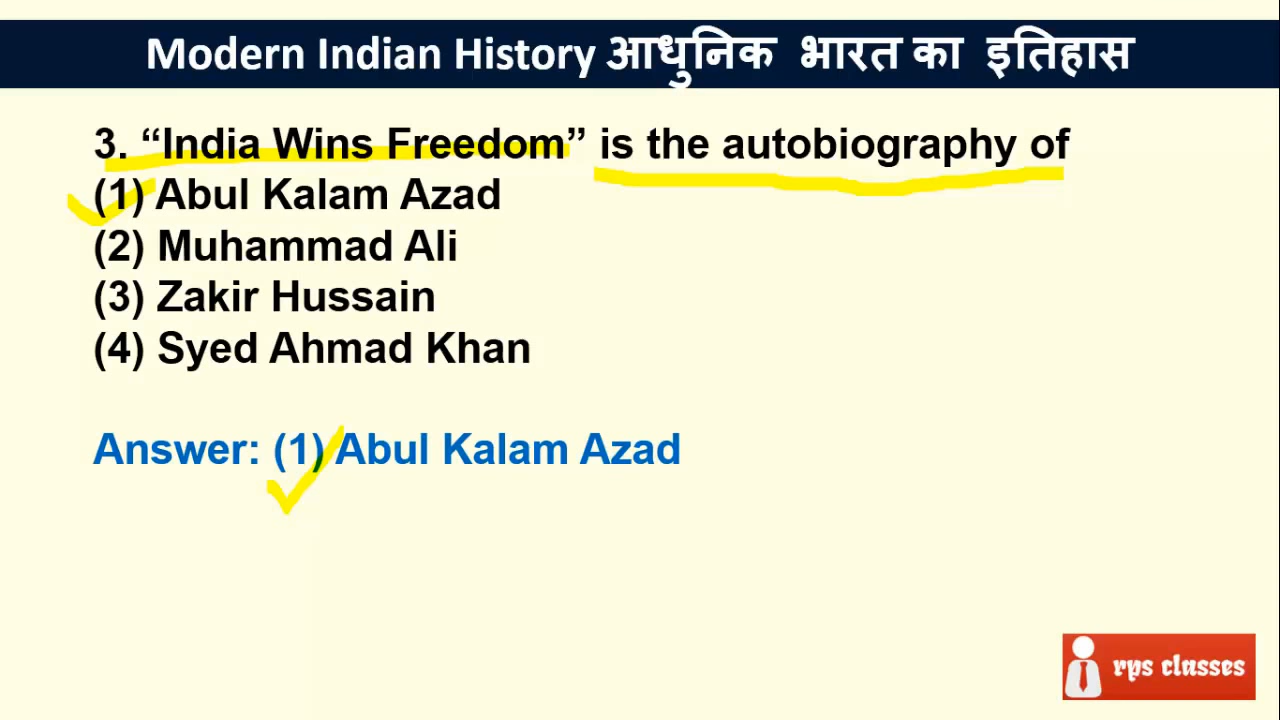 Modern Indian History आधुनिक भारत का इतिहास
3. “India Wins Freedom” is the autobiography of
(1) Abul Kalam Azad
(2) Muhammad Ali
(3) Zakir Hussain
(4) Syed Ahmad Khan
Answer: (1) Abul Kalam Azad
rps classes